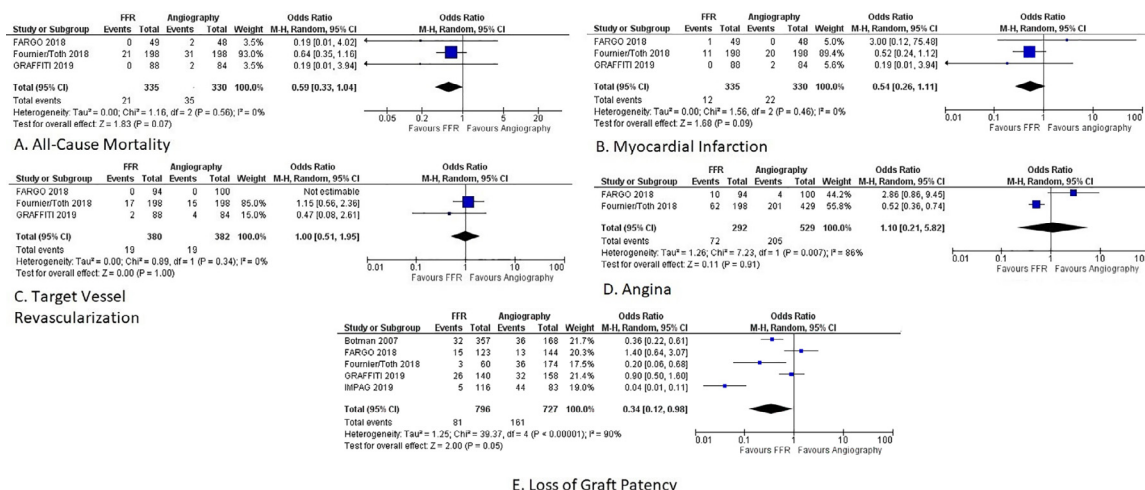 FFR Angiography Odds Ratio Odds Ratio
Study or Subgroup Events Total Events Total Weight M-H, Random, 95% CI M-H, Random, 95% CI
FARGO 2018 0 49 2 48 3.5% 0.19 [0.01, 4.02]
Fournier/Toth 2018 21 198 31 198 93.0% 0.64 [0.35, 1.16]
GRAFFITI 2019 0 88 2 84 3.5% 0.19 [0.01, 3.94]
Total (95% CI) 335 330 100.0% 0.59 [0.33, 1.04]
Total events 21 35
Heterogeneity: Tau² = 0.00; Chi² = 1.16, df = 2 (P = 0.56); I² = 0%
Test for overall effect: Z = 1.83 (P = 0.07)
0.05 0.2 1 5 20
Favours FFR Favours Angiography
A. All-Cause Mortality
FFR Angiography Odds Ratio Odds Ratio
Study or Subgroup Events Total Events Total Weight M-H, Random, 95% CI M-H, Random, 95% CI
FARGO 2018 1 49 0 48 5.0% 3.00 [0.12, 75.48]
Fournier/Toth 2018 11 198 20 198 89.4% 0.52 [0.24, 1.12]
GRAFFITI 2019 0 88 2 84 5.6% 0.19 [0.01, 3.94]
Total (95% CI) 335 330 100.0% 0.54 [0.26, 1.11]
Total events 12 22
Heterogeneity: Tau² = 0.00; Chi² = 1.56, df = 2 (P = 0.46); I² = 0%
Test for overall effect: Z = 1.68 (P = 0.09)
0.01 0.1 1 10 100
Favours FFR Favours Angiography
B. Myocardial Infarction
FFR Angiography Odds Ratio Odds Ratio
Study or Subgroup Events Total Events Total Weight M-H, Random, 95% CI M-H, Random, 95% CI
FARGO 2018 0 94 0 100 Not estimable
Fournier/Toth 2018 17 198 15 198 85.0% 1.15 [0.56, 2.36]
GRAFFITI 2019 2 88 4 84 15.0% 0.47 [0.08, 2.61]
Total (95% CI) 380 382 100.0% 1.00 [0.51, 1.95]
Total events 19 19
Heterogeneity: Tau² = 0.00; Chi² = 0.89, df = 1 (P = 0.34); I² = 0%
Test for overall effect: Z = 0.00 (P = 1.00)
0.01 0.1 1 10 100
Favours FFR Favours Angiography
C. Target Vessel
Revascularization
FFR Angiography Odds Ratio Odds Ratio
Study or Subgroup Events Total Events Total Weight M-H, Random, 95% CI M-H, Random, 95% CI
FARGO 2018 10 94 4 100 44.2% 2.86 [0.86, 9.45]
Fournier/Toth 2018 62 198 201 429 55.8% 0.52 [0.36, 0.74]
Total (95% CI) 292 529 100.0% 1.10 [0.21, 5.82]
Total events 72 205
Heterogeneity: Tau² = 1.26; Chi² = 7.23, df = 1 (P = 0.007); I² = 86%
Test for overall effect: Z = 0.11 (P = 0.91)
0.01 0.1 1 10 100
Favours FFR Favours Angiography
D. Angina
FFR Angiography Odds Ratio Odds Ratio
Study or Subgroup Events Total Events Total Weight M-H, Random, 95% CI M-H, Random, 95% CI
Botman 2007 32 357 36 168 21.7% 0.36 [0.22, 0.61]
FARGO 2018 15 123 13 144 20.3% 1.40 [0.64, 3.07]
Fournier/Toth 2018 3 60 36 174 17.5% 0.20 [0.06, 0.68]
GRAFFITI 2019 26 140 32 158 21.4% 0.90 [0.50, 1.60]
IMPAG 2019 5 116 44 83 19.0% 0.04 [0.01, 0.11]
Total (95% CI) 796 727 100.0% 0.34 [0.12, 0.98]
Total events 81 161
Heterogeneity: Tau² = 1.25; Chi² = 39.37, df = 4 (P < 0.00001); I² = 90%
Test for overall effect: Z = 2.00 (P = 0.05)
0.01 0.1 1 10 100
Favours FFR Favours Angiography
E. Loss of Graft Patency